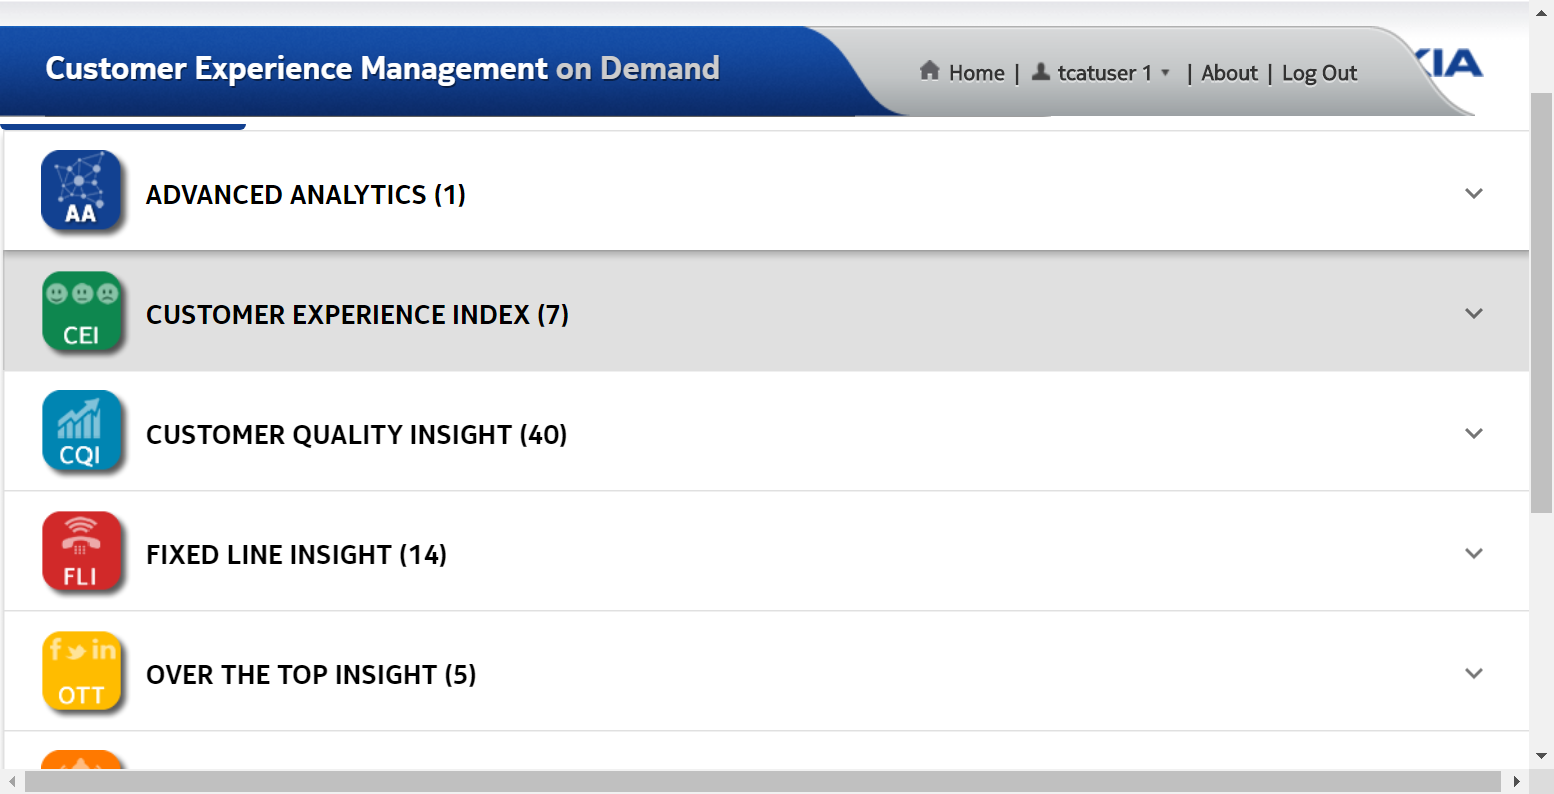 Customer Experience Management on Demand
Home | tcatuser 1 | About | Log Out
KIA
AA
ADVANCED ANALYTICS (1)
CEI
CUSTOMER EXPERIENCE INDEX (7)
CQI
CUSTOMER QUALITY INSIGHT (40)
FLI
FIXED LINE INSIGHT (14)
f in
OTT
OVER THE TOP INSIGHT (5)